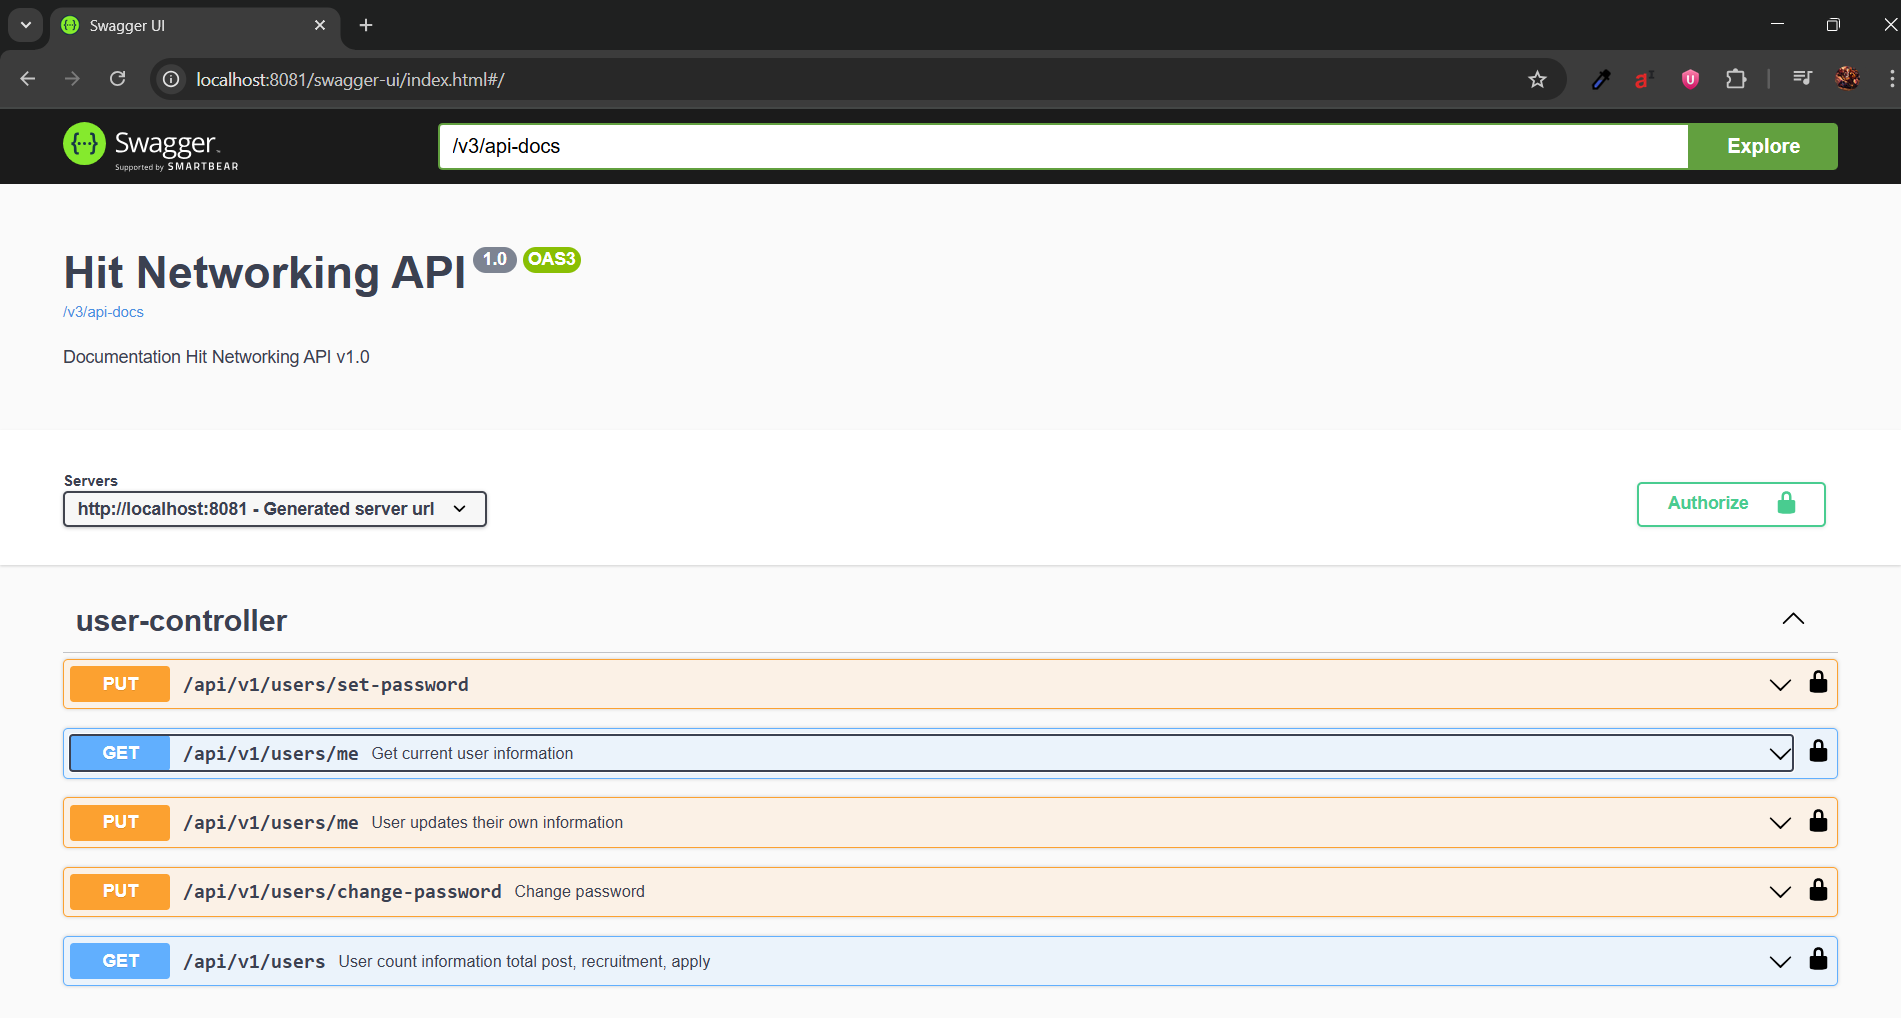 Swagger UI
localhost:8081/swagger-ui/index.html#/
Swagger
Supported by SMARTBEAR
/v3/api-docs
Explore
Hit Networking API 1.0 OAS3
/v3/api-docs
Documentation Hit Networking API v1.0
Servers
http://localhost:8081 - Generated server url
Authorize
user-controller
PUT /api/v1/users/set-password
GET /api/v1/users/me Get current user information
PUT /api/v1/users/me User updates their own information
PUT /api/v1/users/change-password Change password
GET /api/v1/users User count information total post, recruitment, apply